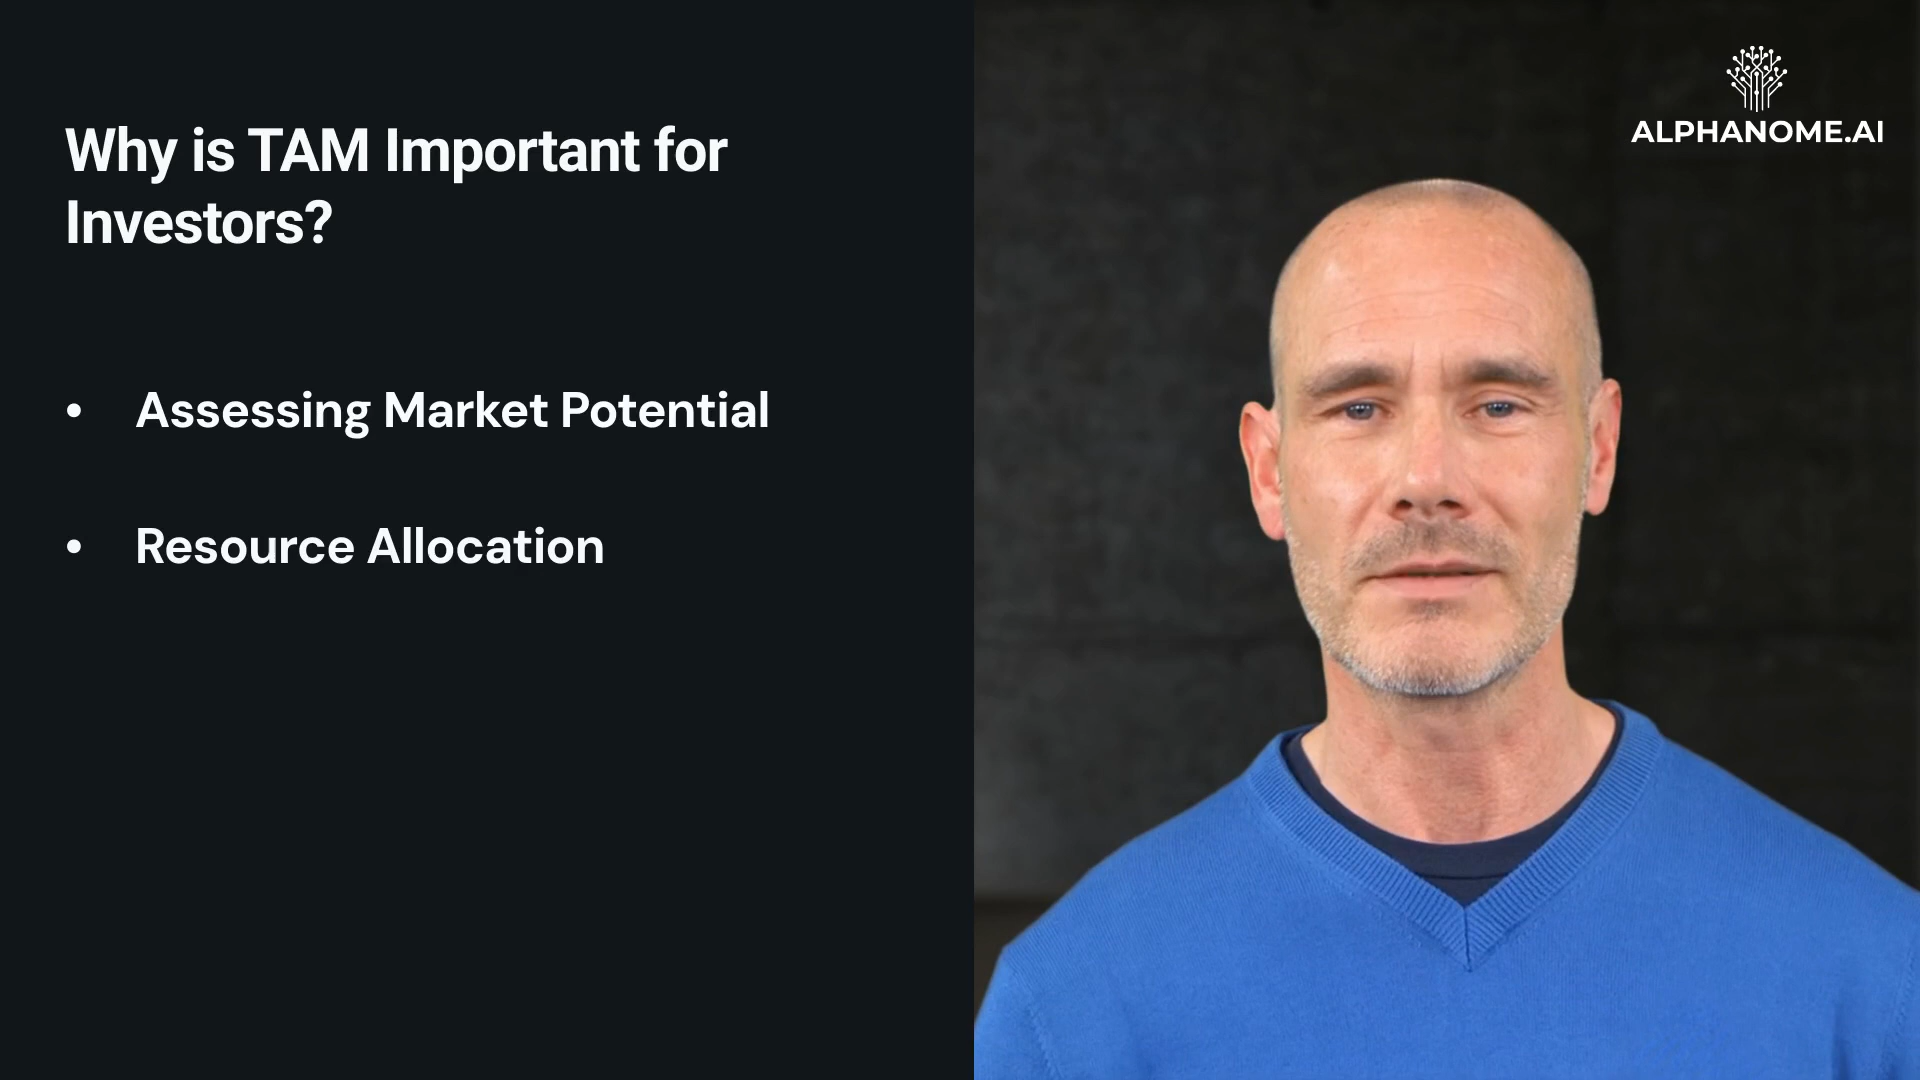 Why is TAM Important for
Investors?
• Assessing Market Potential
• Resource Allocation
ALPHANOME.AI